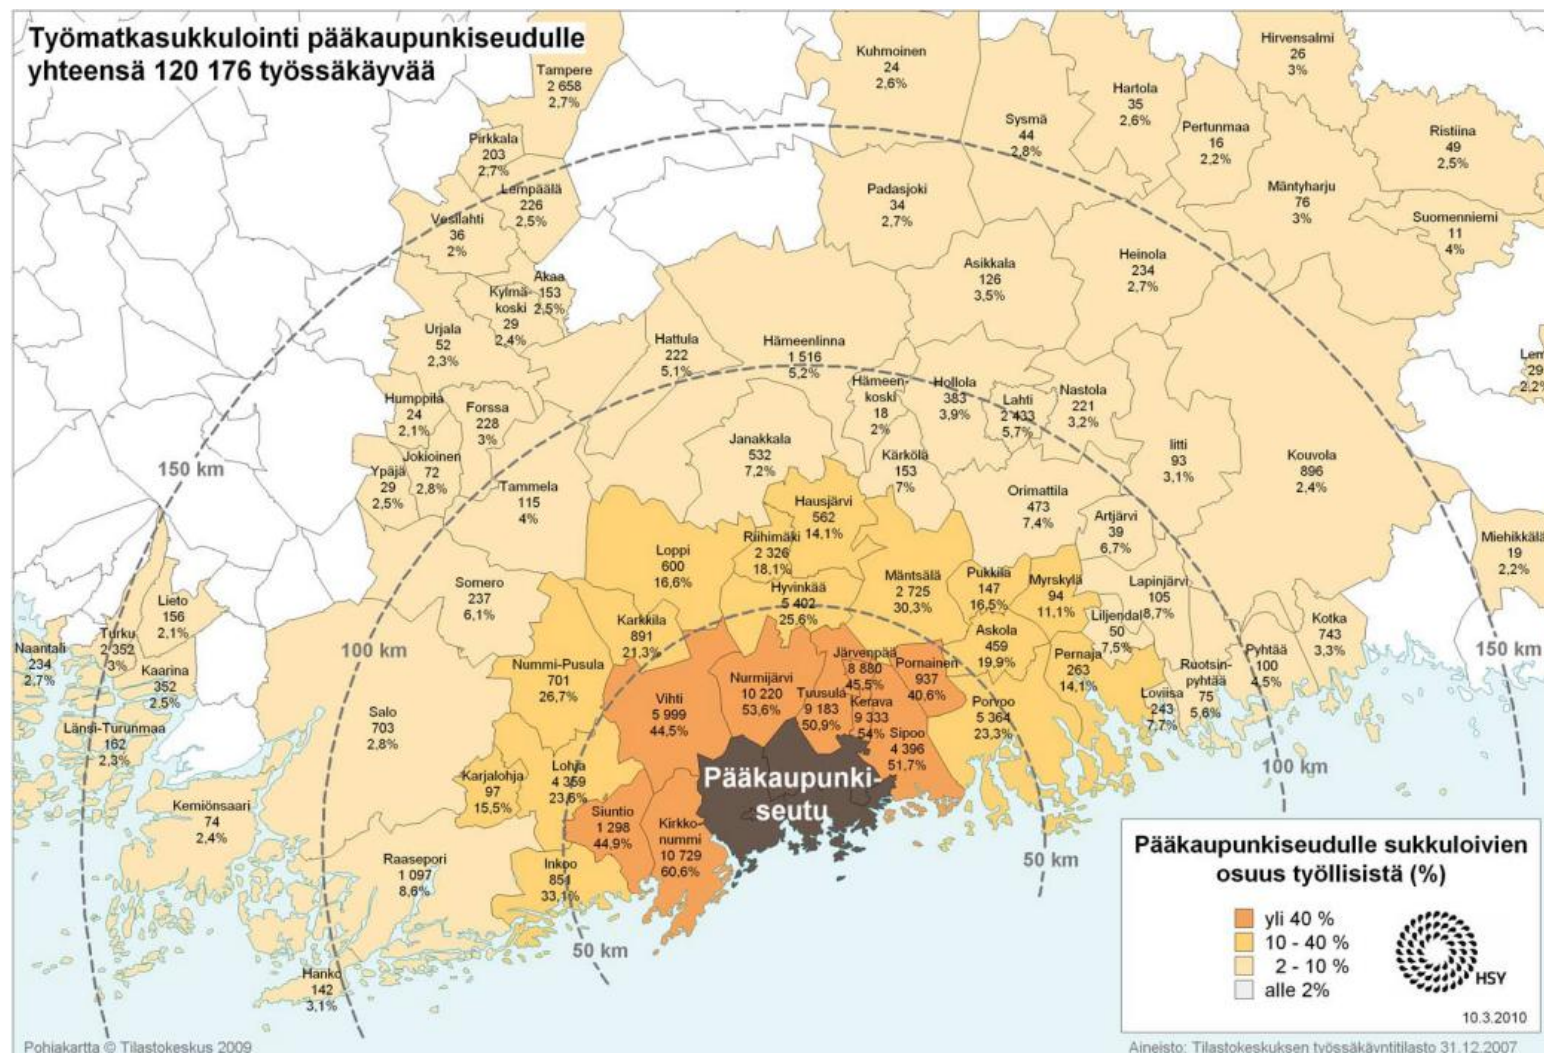 Työmatkasukkulointi pääkaupunkiseudulle
yhteensä 120 176 työssäkäyvää
Tampere
2 658
2,7%
Kuhmoinen
24
2,6%
Hirvensalmi
26
3%
Hartola
35
2,6%
Sysmä
44
2,8%
Pertunmaa
16
2,2%
Ristiina
49
2,5%
Pirkkala
203
2,7%
Lempäälä
226
2,5%
Vesilahti
36
2%
Padasjoki
34
2,7%
Mäntyharju
76
3%
Suomenniemi
11
4%
Akaa
153
2,5%
Kylmä-
koski
29
2,4%
Asikkala
126
3,5%
Heinola
234
2,7%
Urjala
52
2,3%
Hattula
222
5,1%
Hämeenlinna
1 516
5,2%
Hämeen-
koski
18
2%
Hollola
383
3,9%
Lahti
2 433
5,7%
Nastola
221
3,2%
Lem
29
2,2%
Humppila
24
2,1%
Forssa
228
3%
150 km
Ypäjä
29
2,5%
Jokioinen
72
2,8%
Tammela
115
4%
Janakkala
532
7,2%
Kärkölä
153
7%
Iitti
93
3,1%
Kouvola
896
2,4%
Orimattila
473
7,4%
Artjärvi
39
6,7%
Miehikkälä
19
2,2%
Hausjärvi
562
14,1%
Riihimäki
2 326
18,1%
Loppi
600
16,6%
Hyvinkää
5 402
25,6%
Mäntsälä
2 725
30,3%
Pukkila
147
16,5%
Myrskylä
94
11,1%
Lapinjärvi
105
8,7%
Liljendal
50
7,5%
Somero
237
6,1%
Lieto
156
2,1%
Turku
2 352
3%
Naantali
234
2,7%
Kaarina
352
2,5%
100 km
Karkkila
891
21,3%
Nummi-Pusula
701
26,7%
Askola
459
19,9%
Pernaja
263
14,1%
Kotka
743
3,3%
Pyhtää
100
4,5%
150 km
Ruotsin-
pyhtää
75
5,6%
Loviisa
243
7,7%
Järvenpää
8 880
45,5%
Pornainen
937
40,6%
Nurmijärvi
10 220
53,6%
Tuusula
9 183
50,9%
Kerava
9 333
54%
Vihti
5 999
44,5%
Sipoo
4 396
51,7%
Porvoo
5 364
23,3%
Salo
703
2,8%
Länsi-Turunmaa
162
2,3%
Karjalohja
97
15,5%
Lohja
4 359
23,6%
Pääkaupunki-
seutu
100 km
Kemiönsaari
74
2,4%
Siuntio
1 298
44,9%
Kirkko-
nummi
10 729
60,6%
Raasepori
1 097
8,6%
Inkoo
851
33,1%
50 km
50 km
Hanko
142
3,1%
Pääkaupunkiseudulle sukkuloivien
osuus työllisistä (%)
yli 40 %
10 - 40 %
2 - 10 %
alle 2%
HSY
10.3.2010
Pohjakartta © Tilastokeskus 2009
Aineisto: Tilastokeskuksen työssäkäyntitilasto 31.12.2007